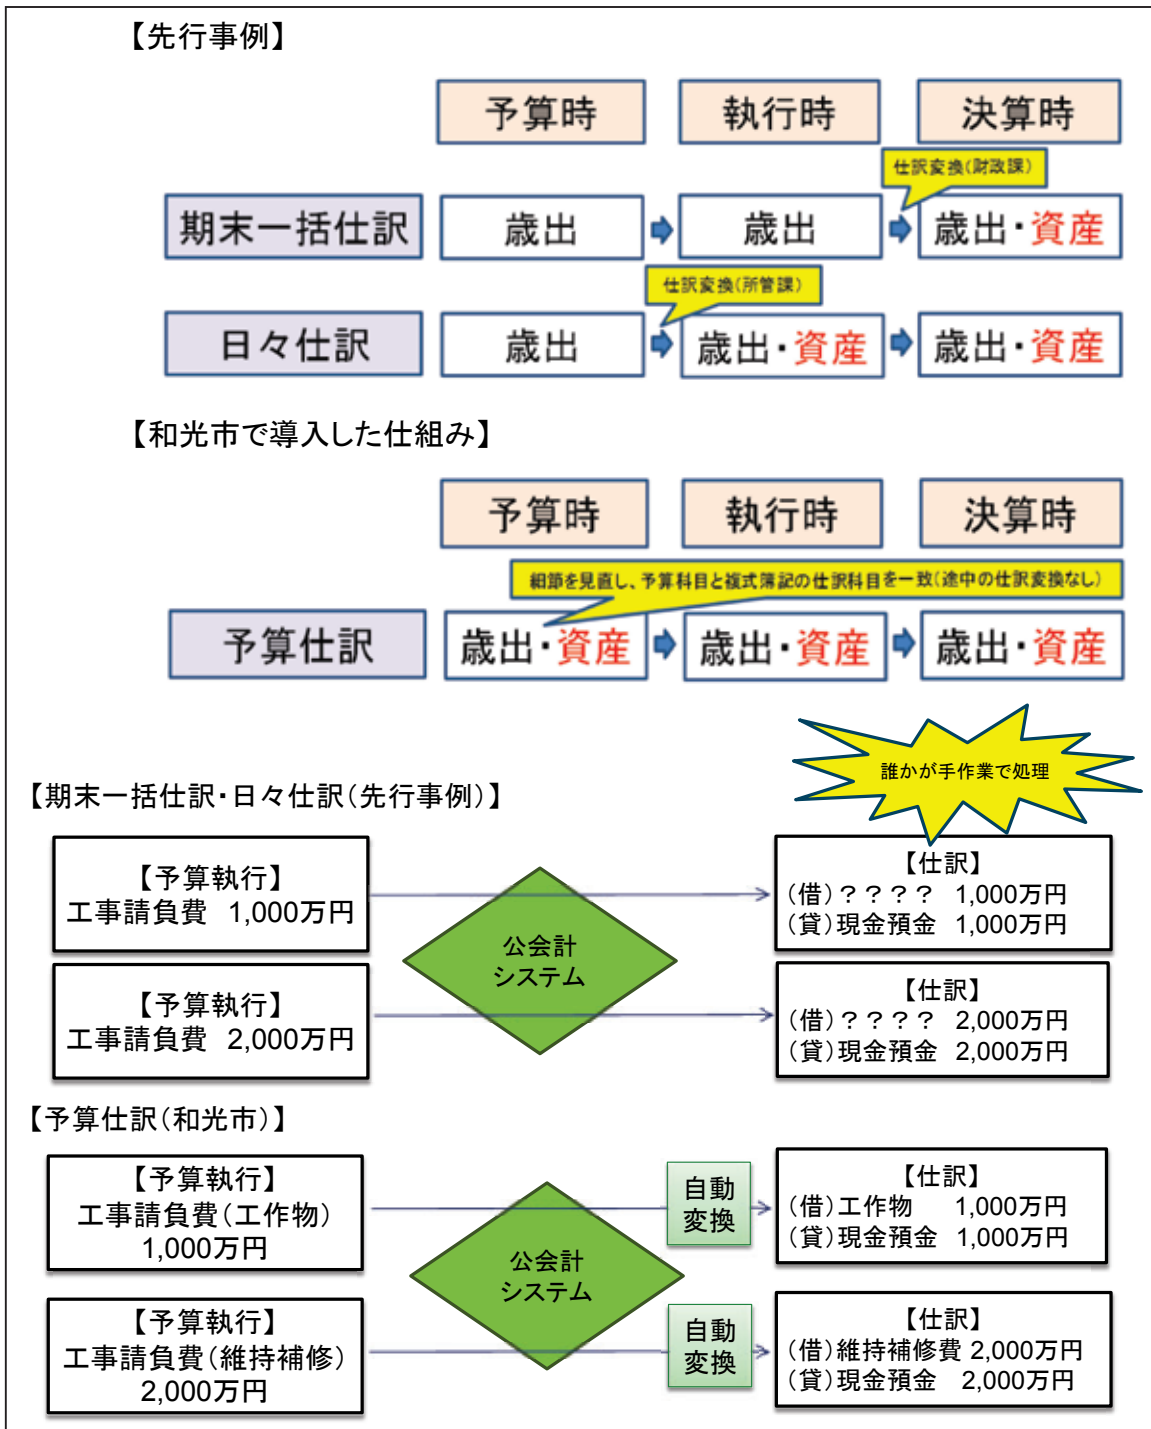 【先行事例】
予算時
執行時
決算時
仕訳変換(財政課)
期末一括仕訳
歳出
歳出
歳出・資産
仕訳変換(所管課)
日々仕訳
歳出
歳出・資産
歳出・資産
【和光市で導入した仕組み】
予算時
執行時
決算時
細節を見直し、予算科目と複式簿記の仕訳科目を一致(途中の仕訳変換なし)
予算仕訳
歳出・資産
歳出・資産
歳出・資産
誰かが手作業で処理
【期末一括仕訳・日々仕訳(先行事例)】
【予算執行】
工事請負費 1,000万円
公会計
システム
【仕訳】
(借)???? 1,000万円
(貸)現金預金 1,000万円
【予算執行】
工事請負費 2,000万円
【仕訳】
(借)???? 2,000万円
(貸)現金預金 2,000万円
【予算仕訳(和光市)】
【予算執行】
工事請負費(工作物)
1,000万円
公会計
システム
自動
変換
【仕訳】
(借)工作物 1,000万円
(貸)現金預金 1,000万円
【予算執行】
工事請負費(維持補修)
2,000万円
自動
変換
【仕訳】
(借)維持補修費 2,000万円
(貸)現金預金 2,000万円